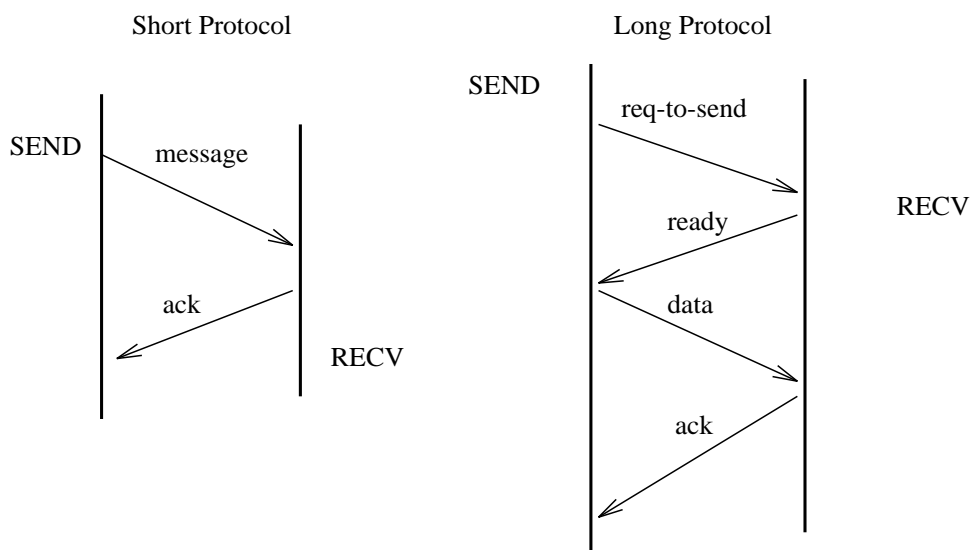 Short Protocol
SEND
message
ack
RECV
Long Protocol
SEND
req-to-send
ready
RECV
data
ack